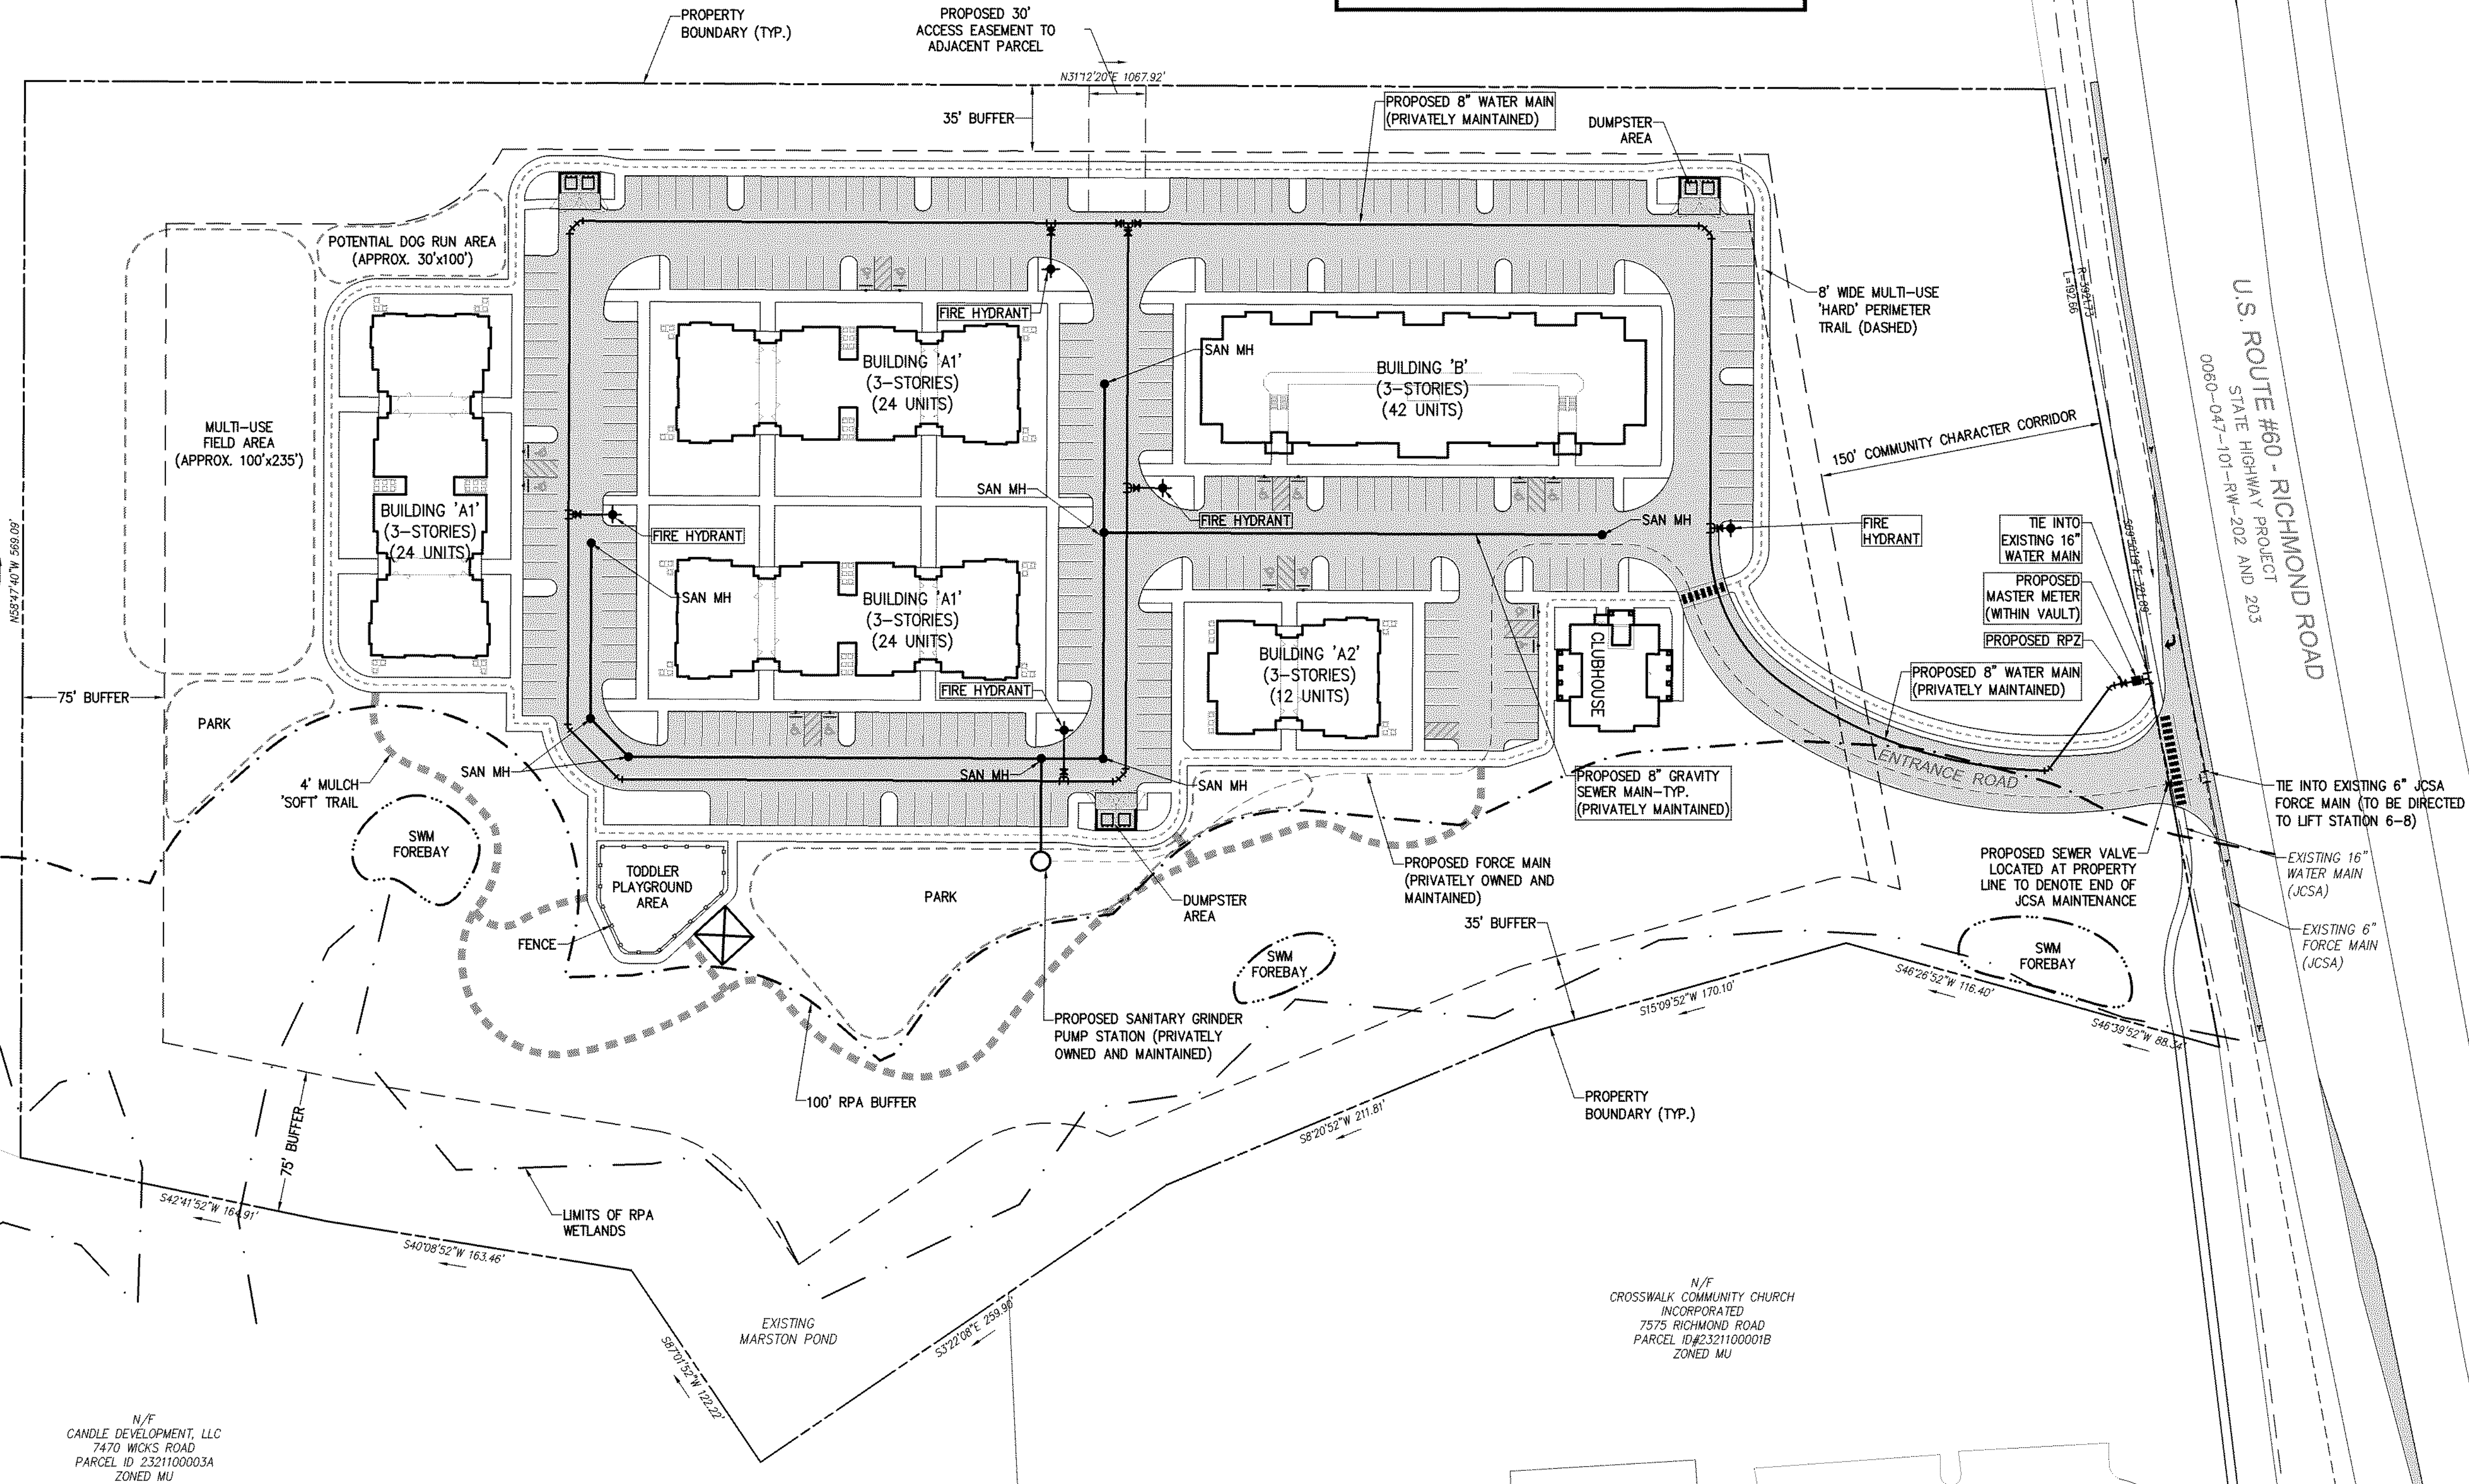 PROPERTY
BOUNDARY (TYP.)
PROPOSED 30'
ACCESS EASEMENT TO
ADJACENT PARCEL
N31°12'20"E 1067.92'
35' BUFFER
PROPOSED 8" WATER MAIN
(PRIVATELY MAINTAINED)
DUMPSTER
AREA
POTENTIAL DOG RUN AREA
(APPROX. 30'x100')
FIRE HYDRANT
8' WIDE MULTI-USE
'HARD' PERIMETER
TRAIL (DASHED)
R=3921.73
L=192.66
U.S. ROUTE #60 - RICHMOND ROAD
STATE HIGHWAY PROJECT
0060-047-101-RW-202 AND 203
BUILDING 'A1'
(3-STORIES)
(24 UNITS)
SAN MH
BUILDING 'B'
(3-STORIES)
(42 UNITS)
MULTI-USE
FIELD AREA
(APPROX. 100'x235')
150' COMMUNITY CHARACTER CORRIDOR
BUILDING 'A1'
(3-STORIES)
(24 UNITS)
SAN MH
FIRE HYDRANT
FIRE HYDRANT
SAN MH
FIRE
HYDRANT
TIE INTO
EXISTING 16"
WATER MAIN
N58°47'40"W 569.09'
SAN MH
BUILDING 'A1'
(3-STORIES)
(24 UNITS)
PROPOSED
MASTER METER
(WITHIN VAULT)
PROPOSED RPZ
CLUBHOUSE
BUILDING 'A2'
(3-STORIES)
(12 UNITS)
FIRE HYDRANT
PROPOSED 8" WATER MAIN
(PRIVATELY MAINTAINED)
75' BUFFER
PARK
ENTRANCE ROAD
SAN MH
SAN MH
SAN MH
4' MULCH
'SOFT' TRAIL
PROPOSED 8" GRAVITY
SEWER MAIN-TYP.
(PRIVATELY MAINTAINED)
TIE INTO EXISTING 6" JCSA
FORCE MAIN (TO BE DIRECTED
TO LIFT STATION 6-8)
SWM
FOREBAY
TODDLER
PLAYGROUND
AREA
PARK
DUMPSTER
AREA
PROPOSED FORCE MAIN
(PRIVATELY OWNED AND
MAINTAINED)
PROPOSED SEWER VALVE
LOCATED AT PROPERTY
LINE TO DENOTE END OF
JCSA MAINTENANCE
EXISTING 16"
WATER MAIN
(JCSA)
FENCE
35' BUFFER
EXISTING 6"
FORCE MAIN
(JCSA)
SWM
FOREBAY
SWM
FOREBAY
S46°26'52"W 116.40'
S15°09'52"W 170.10'
S46°39'52"W 88.34'
PROPOSED SANITARY GRINDER
PUMP STATION (PRIVATELY
OWNED AND MAINTAINED)
100' RPA BUFFER
PROPERTY
BOUNDARY (TYP.)
S8°20'52"W 211.81'
75' BUFFER
S42°41'52"W 164.91'
LIMITS OF RPA
WETLANDS
S40°08'52"W 163.46'
EXISTING
MARSTON POND
S3°22'08"E 259.90'
S87°01'52"W 122.22'
N/F
CROSSWALK COMMUNITY CHURCH
INCORPORATED
7575 RICHMOND ROAD
PARCEL ID#2321100001B
ZONED MU
N/F
CANDLE DEVELOPMENT, LLC
7470 WICKS ROAD
PARCEL ID 2321100003A
ZONED MU